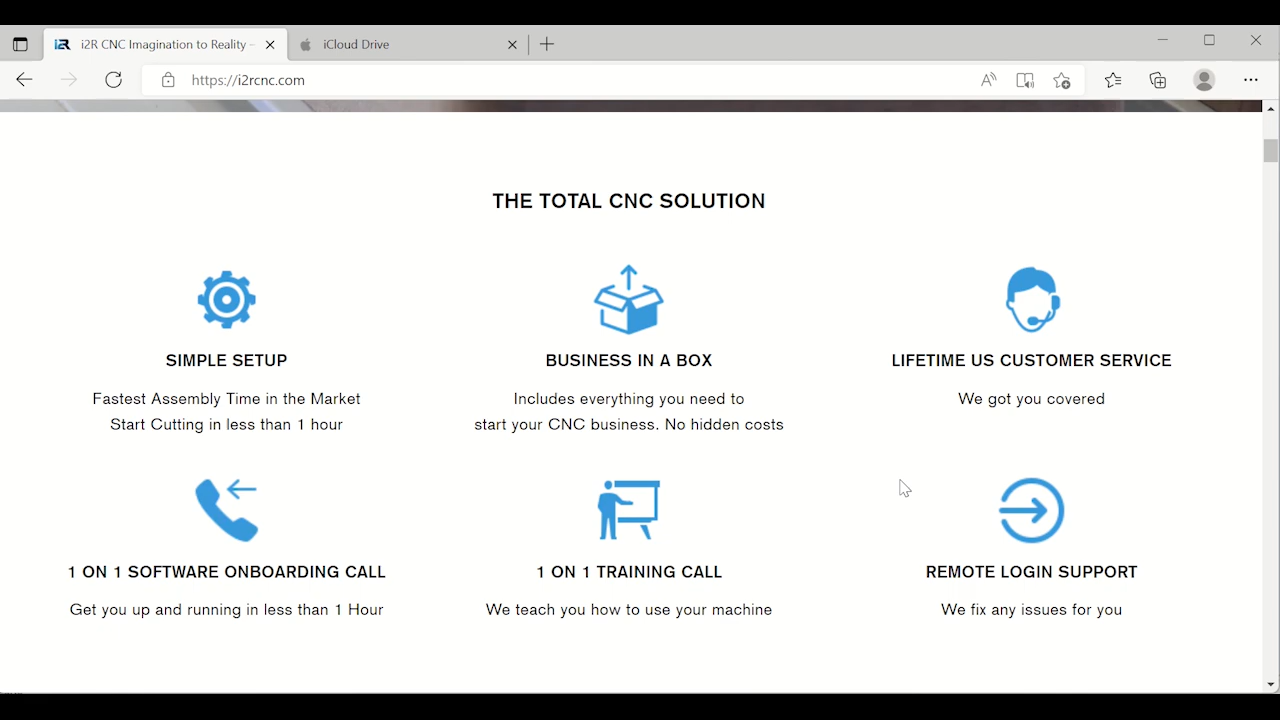 i2R i2R CNC Imagination to Reality –
iCloud Drive
https://i2rcnc.com
THE TOTAL CNC SOLUTION
SIMPLE SETUP
Fastest Assembly Time in the Market
Start Cutting in less than 1 hour
BUSINESS IN A BOX
Includes everything you need to
start your CNC business. No hidden costs
LIFETIME US CUSTOMER SERVICE
We got you covered
1 ON 1 SOFTWARE ONBOARDING CALL
Get you up and running in less than 1 Hour
1 ON 1 TRAINING CALL
We teach you how to use your machine
REMOTE LOGIN SUPPORT
We fix any issues for you